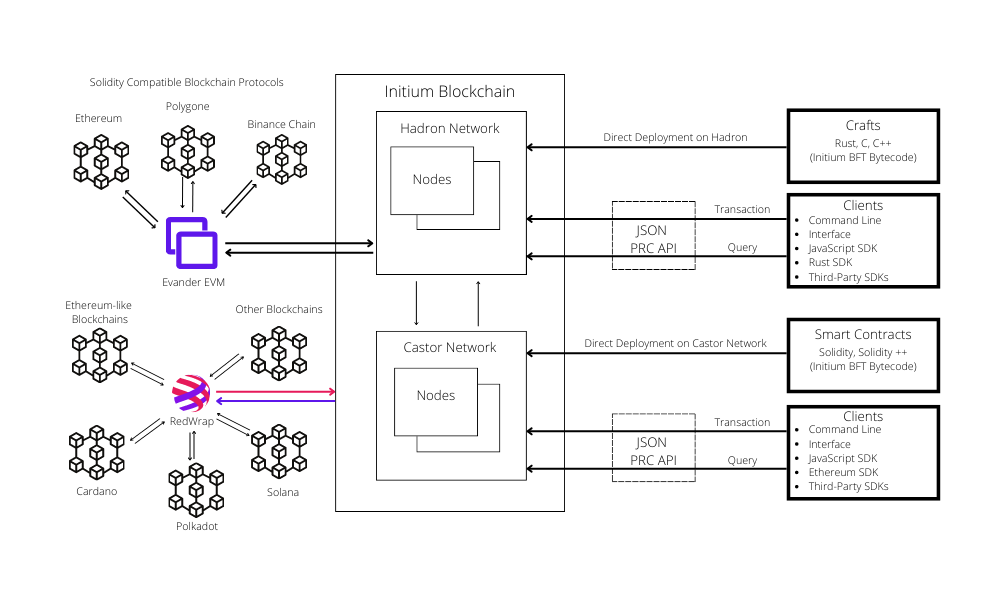 Solidity Compatible Blockchain Protocols
Ethereum
Polygone
Binance Chain
Evander EVM
Ethereum-like
Blockchains
Other Blockchains
RedWrap
Cardano
Polkadot
Solana
Initium Blockchain
Hadron Network
Nodes
Castor Network
Nodes
Direct Deployment on Hadron
Crafts
Rust, C, C++
(Initium BFT Bytecode)
JSON
PRC API
Transaction
Query
Clients
• Command Line
• Interface
• JavaScript SDK
• Rust SDK
• Third-Party SDKs
Direct Deployment on Castor Network
Smart Contracts
Solidity, Solidity ++
(Initium BFT Bytecode)
JSON
PRC API
Transaction
Query
Clients
• Command Line
• Interface
• JavaScript SDK
• Ethereum SDK
• Third-Party SDKs